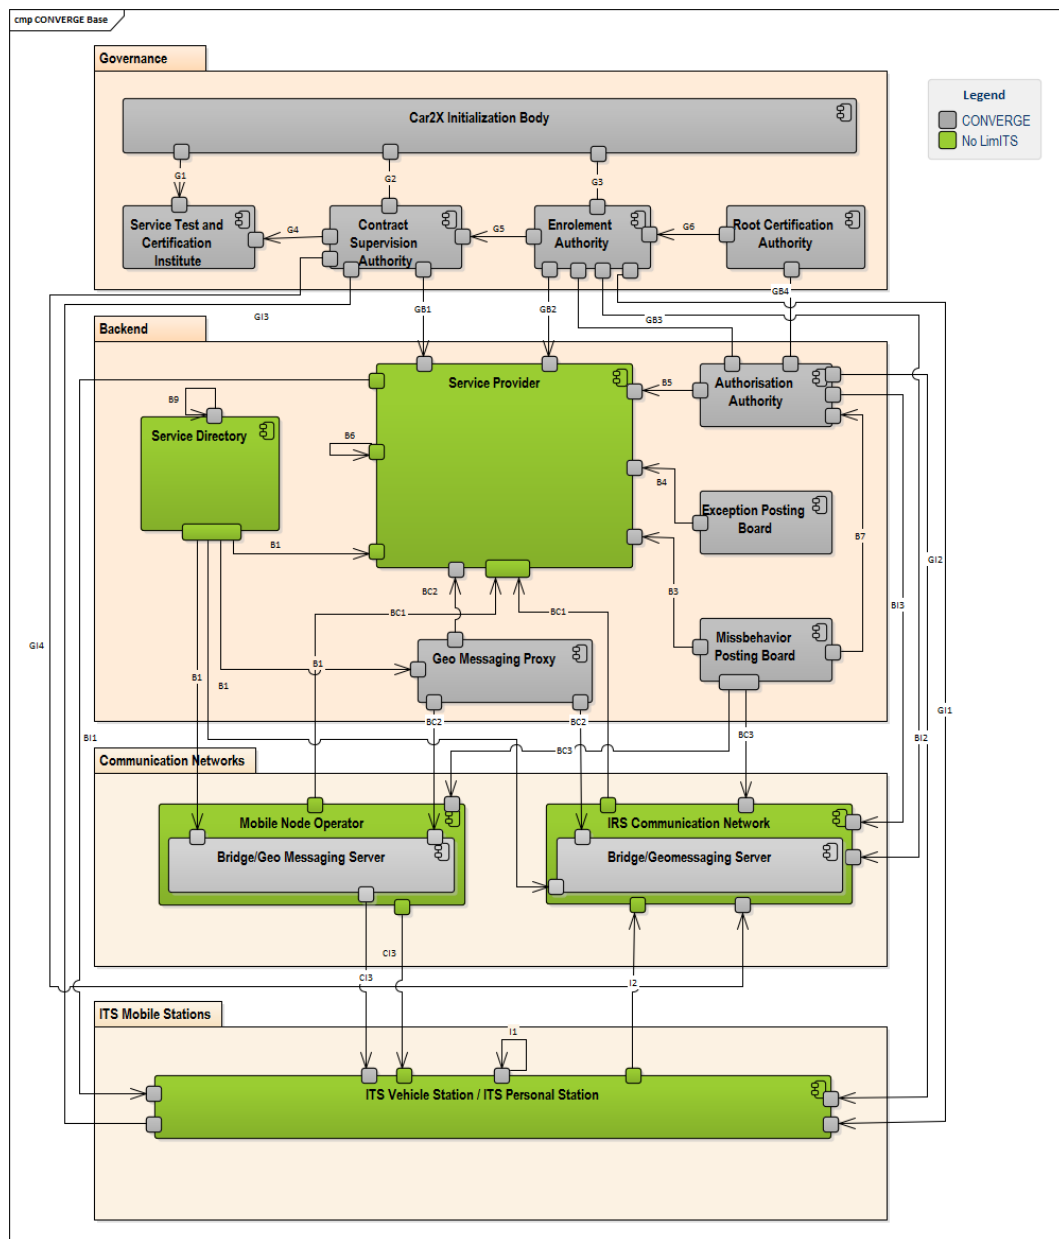 cmp CONVERGE Base
Governance
Legend
CONVERGE
No LimITS
Car2X Initialization Body
G1
G2
G3
Service Test and
Certification
Institute
G4
Contract
Supervision
Authority
G5
Enrolement
Authority
G6
Root Certification
Authority
GI3
GB1
GB2
GB3
GB4
Backend
Service Provider
B5
Authorisation
Authority
B9
Service Directory
B6
B4
Exception Posting
Board
B7
B1
GI2
BC2
B3
BI3
BC1
BC1
Missbehavior
Posting Board
GI4
B1
Geo Messaging Proxy
B1
B1
GI1
BC2
BC2
BI1
BC3
BC3
BI2
Communication Networks
Mobile Node Operator
IRS Communication Network
Bridge/Geo Messaging Server
Bridge/Geomessaging Server
CI3
CI3
I2
ITS Mobile Stations
I1
ITS Vehicle Station / ITS Personal Station